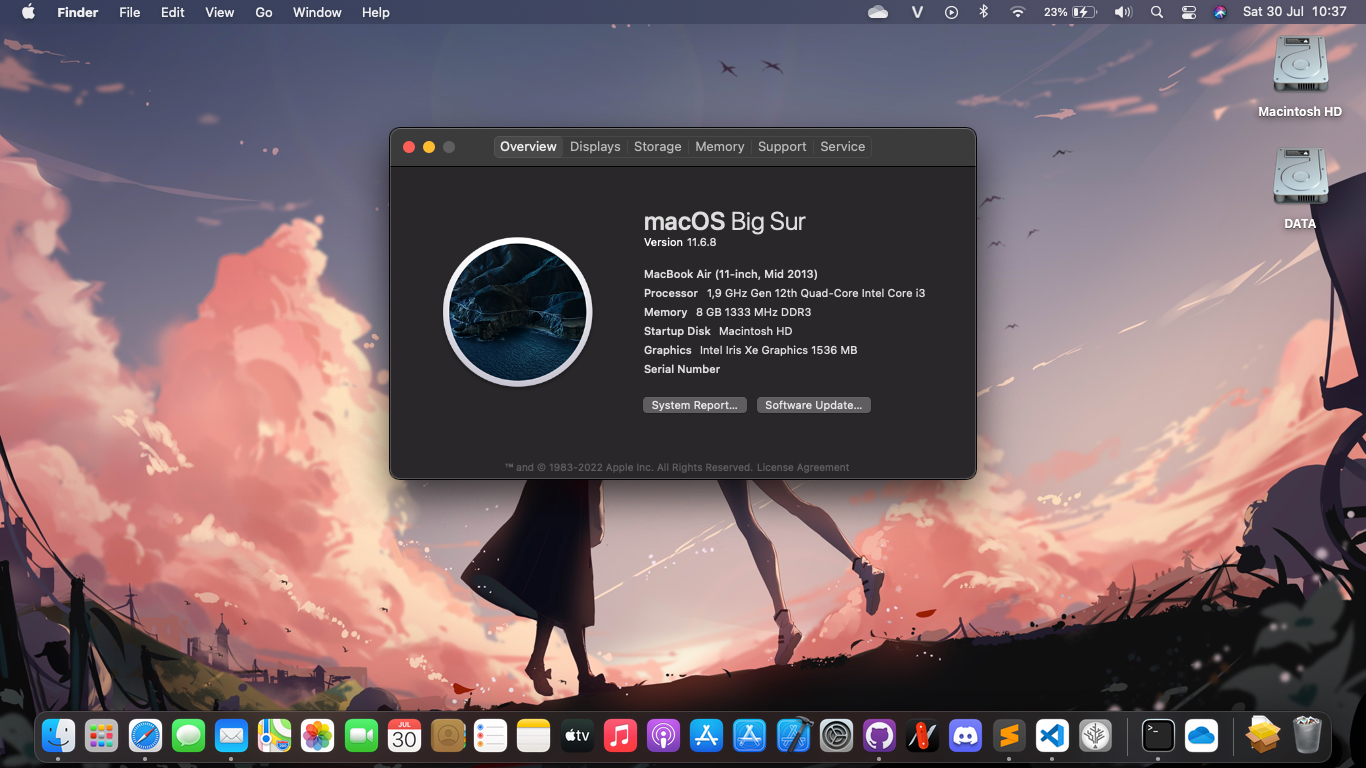 Finder File Edit View Go Window Help V 23% Sat 30 Jul 10:37
Macintosh HD
DATA
Overview Displays Storage Memory Support Service
macOS Big Sur
Version 11.6.8
MacBook Air (11-inch, Mid 2013)
Processor 1,9 GHz Gen 12th Quad-Core Intel Core i3
Memory 8 GB 1333 MHz DDR3
Startup Disk Macintosh HD
Graphics Intel Iris Xe Graphics 1536 MB
Serial Number
System Report... Software Update...
™ and © 1983-2022 Apple Inc. All Rights Reserved. License Agreement
JUL
30
tv
>_